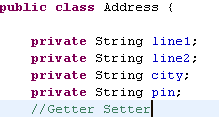 public class Address {
private String line1;
private String line2;
private String city;
private String pin;
//Getter Setter